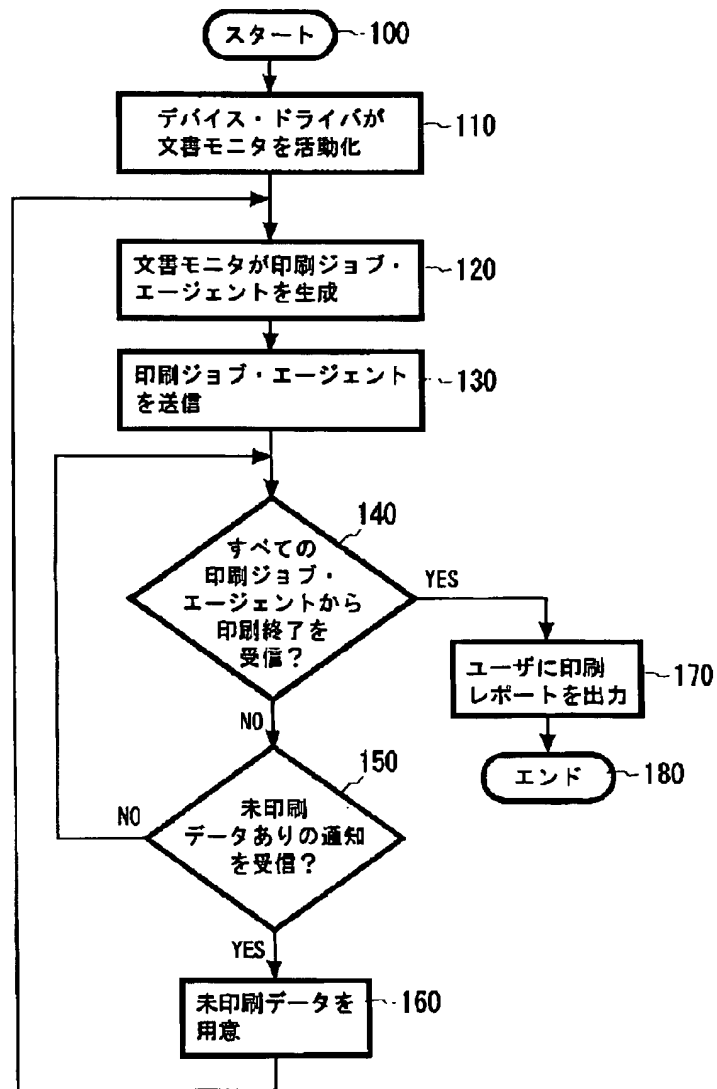 スタート
100
デバイス・ドライバが
文書モニタを活動化
110
文書モニタが印刷ジョブ・
エージェントを生成
120
印刷ジョブ・エージェント
を送信
130
140
すべての
印刷ジョブ・
エージェントから
印刷終了を
受信?
YES
ユーザに印刷
レポートを出力
170
NO
エンド
180
150
未印刷
データありの通知
を受信?
NO
YES
未印刷データを
用意
160